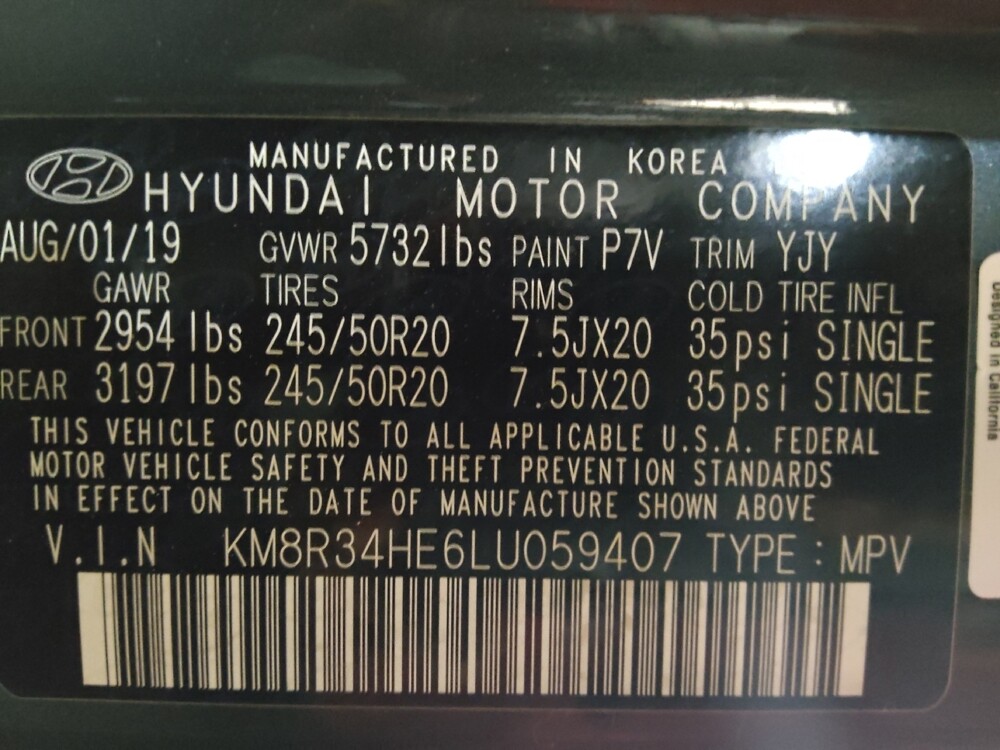 MANUFACTURED IN KOREA
HYUNDAI MOTOR COMPANY
AUG/01/19 GVWR 5732lbs PAINT P7V TRIM YJY
GAWR TIRES RIMS COLD TIRE INFL
FRONT 2954 lbs 245/50R20 7.5JX20 35psi SINGLE
REAR 3197 lbs 245/50R20 7.5JX20 35psi SINGLE
THIS VEHICLE CONFORMS TO ALL APPLICABLE U.S.A. FEDERAL
MOTOR VEHICLE SAFETY AND THEFT PREVENTION STANDARDS
IN EFFECT ON THE DATE OF MANUFACTURE SHOWN ABOVE
V.I.N KM8R34HE6LU059407 TYPE : MPV
Designed in California